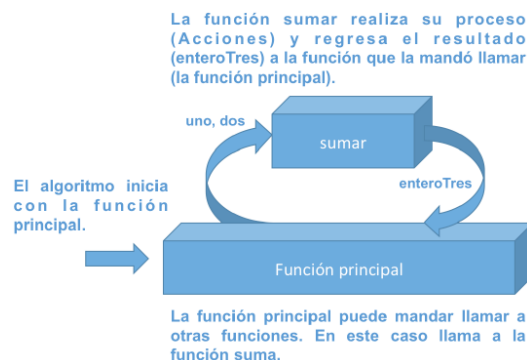 La función sumar realiza su proceso
(Acciones) y regresa el resultado
(enteroTres) a la función que la mandó llamar
(la función principal).
uno, dos
sumar
enteroTres
El algoritmo inicia
con la función
principal.
Función principal
La función principal puede mandar llamar a
otras funciones. En este caso llama a la
función suma.